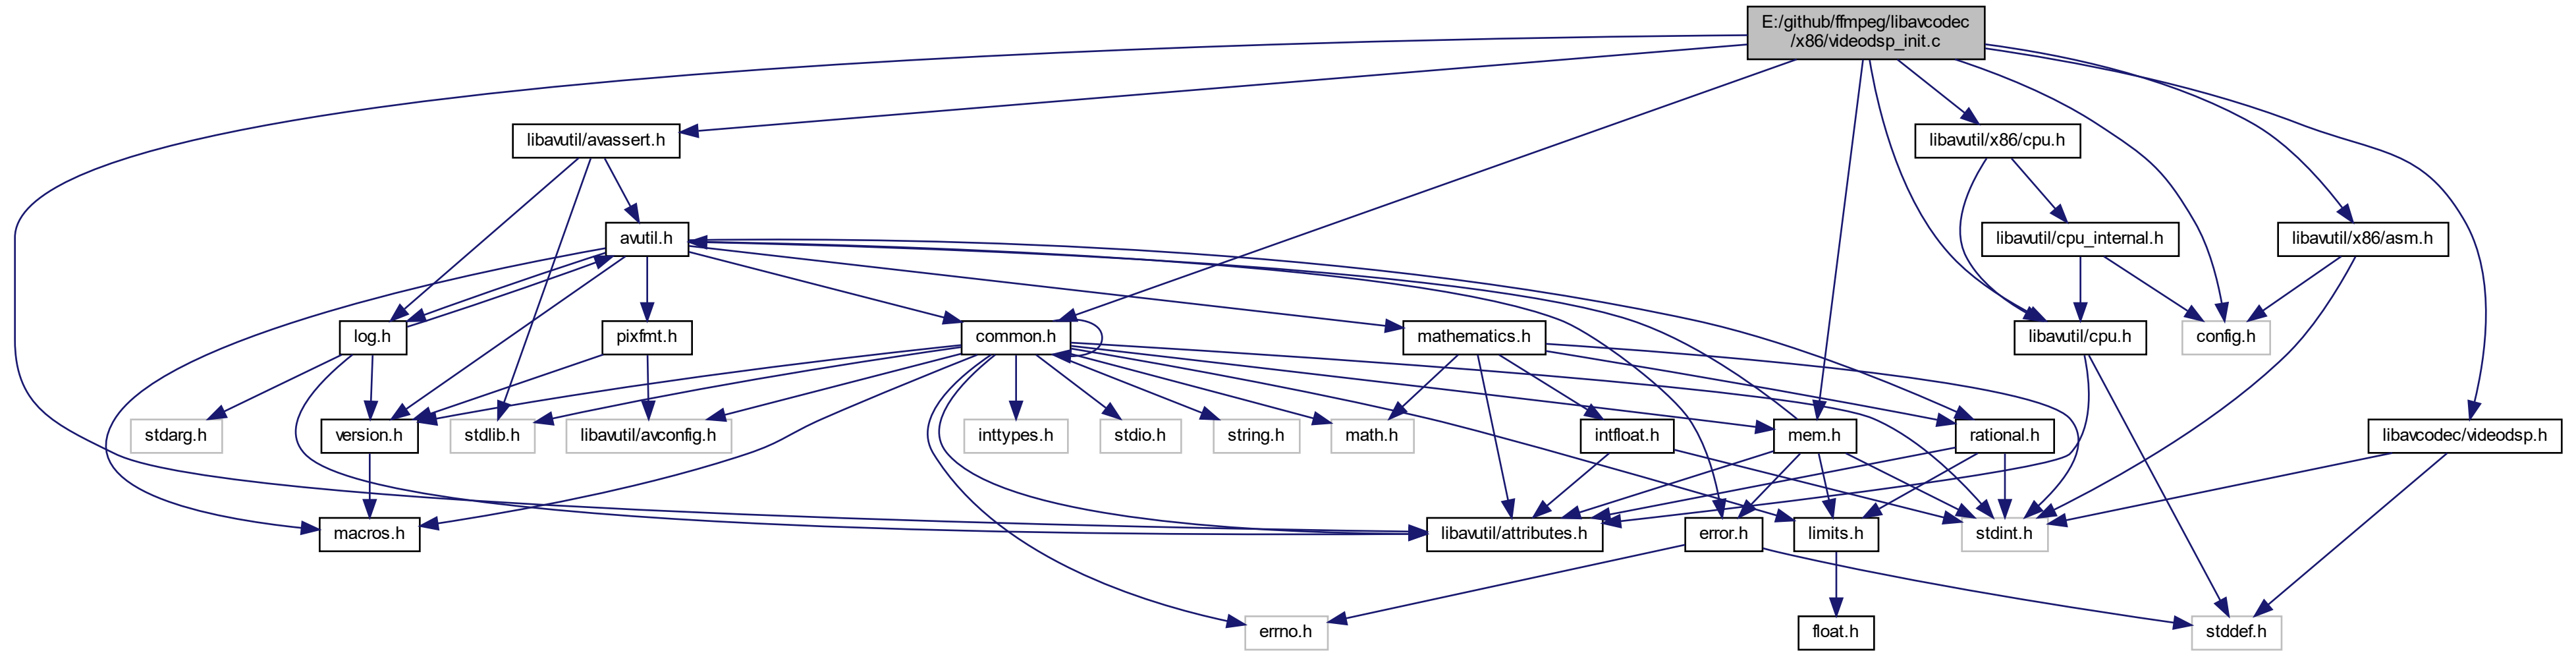 E:/github/ffmpeg/libavcodec
/x86/videodsp_init.c
libavutil/avassert.h
libavutil/x86/cpu.h
avutil.h
libavutil/cpu_internal.h
libavutil/x86/asm.h
log.h
pixfmt.h
common.h
mathematics.h
libavutil/cpu.h
config.h
stdarg.h
version.h
stdlib.h
libavutil/avconfig.h
inttypes.h
stdio.h
string.h
math.h
intfloat.h
mem.h
rational.h
libavcodec/videodsp.h
macros.h
libavutil/attributes.h
error.h
limits.h
stdint.h
errno.h
float.h
stddef.h